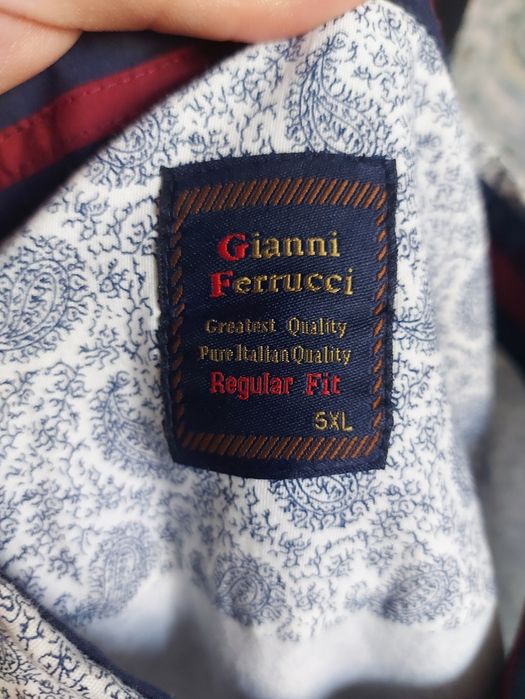 Gianni
Ferrucci
Greatest Quality
Pure Italian Quality
Regular Fit
5XL